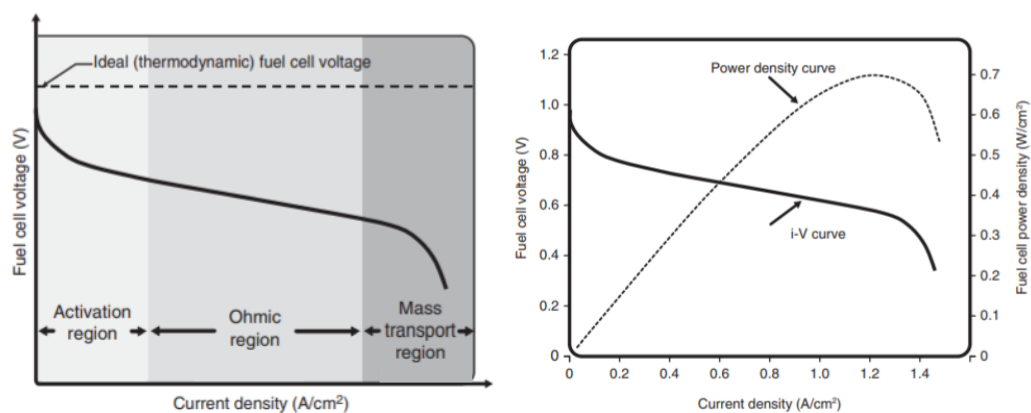 Ideal (thermodynamic) fuel cell voltage
Fuel cell voltage (V)
Activation
region
Ohmic
region
Mass
transport
region
Current density (A/cm²)
1.2
1.0
0.8
0.6
0.4
0.2
0
Fuel cell voltage (V)
Power density curve
i-V curve
0.7
0.6
0.5
0.4
0.3
0.2
0.1
0
Fuel cell power density (W/cm²)
0 0.2 0.4 0.6 0.8 1.0 1.2 1.4
Current density (A/cm²)